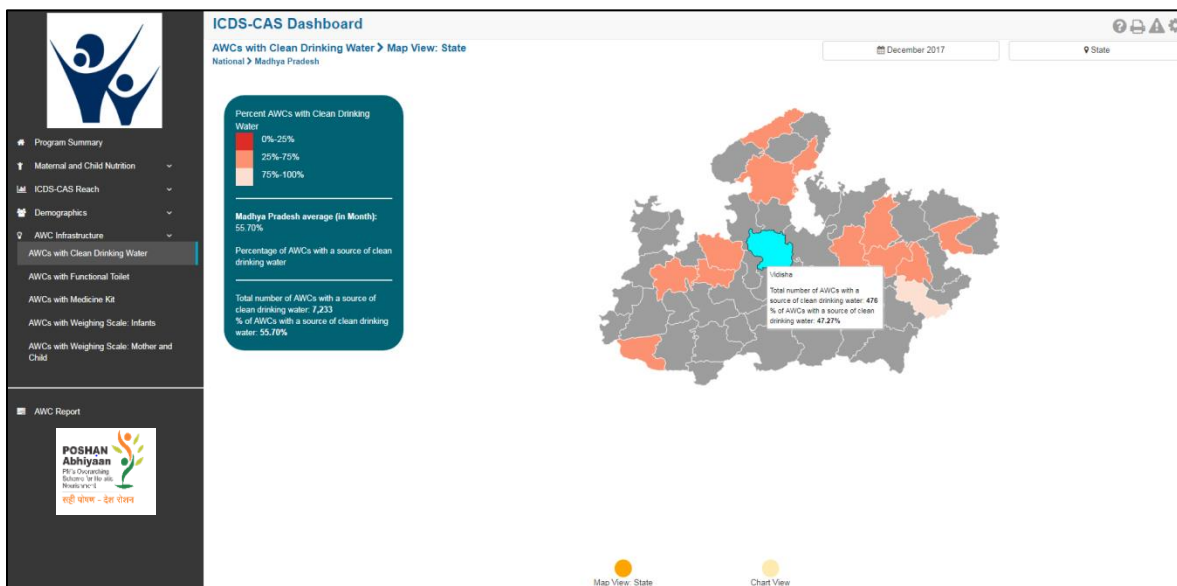 ICDS-CAS Dashboard
AWCs with Clean Drinking Water > Map View: State
National > Madhya Pradesh
December 2017
State
Program Summary
Maternal and Child Nutrition
ICDS-CAS Reach
Demographics
AWC Infrastructure
AWCs with Clean Drinking Water
AWCs with Functional Toilet
AWCs with Medicine Kit
AWCs with Weighing Scale: Infants
AWCs with Weighing Scale: Mother and
Child
AWC Report
POSHAN
Abhiyaan
PM's Overarching
Scheme for Holistic
Nourishment
सही पोषण - देश रोशन
Percent AWCs with Clean Drinking
Water
0%-25%
25%-75%
75%-100%
Madhya Pradesh average (in Month):
55.70%
Percentage of AWCs with a source of clean
drinking water
Total number of AWCs with a source of
clean drinking water: 7,233
% of AWCs with a source of clean drinking
water: 55.70%
Vidisha
Total number of AWCs with a
source of clean drinking water: 476
% of AWCs with a source of clean
drinking water: 47.27%
Map View: State
Chart View